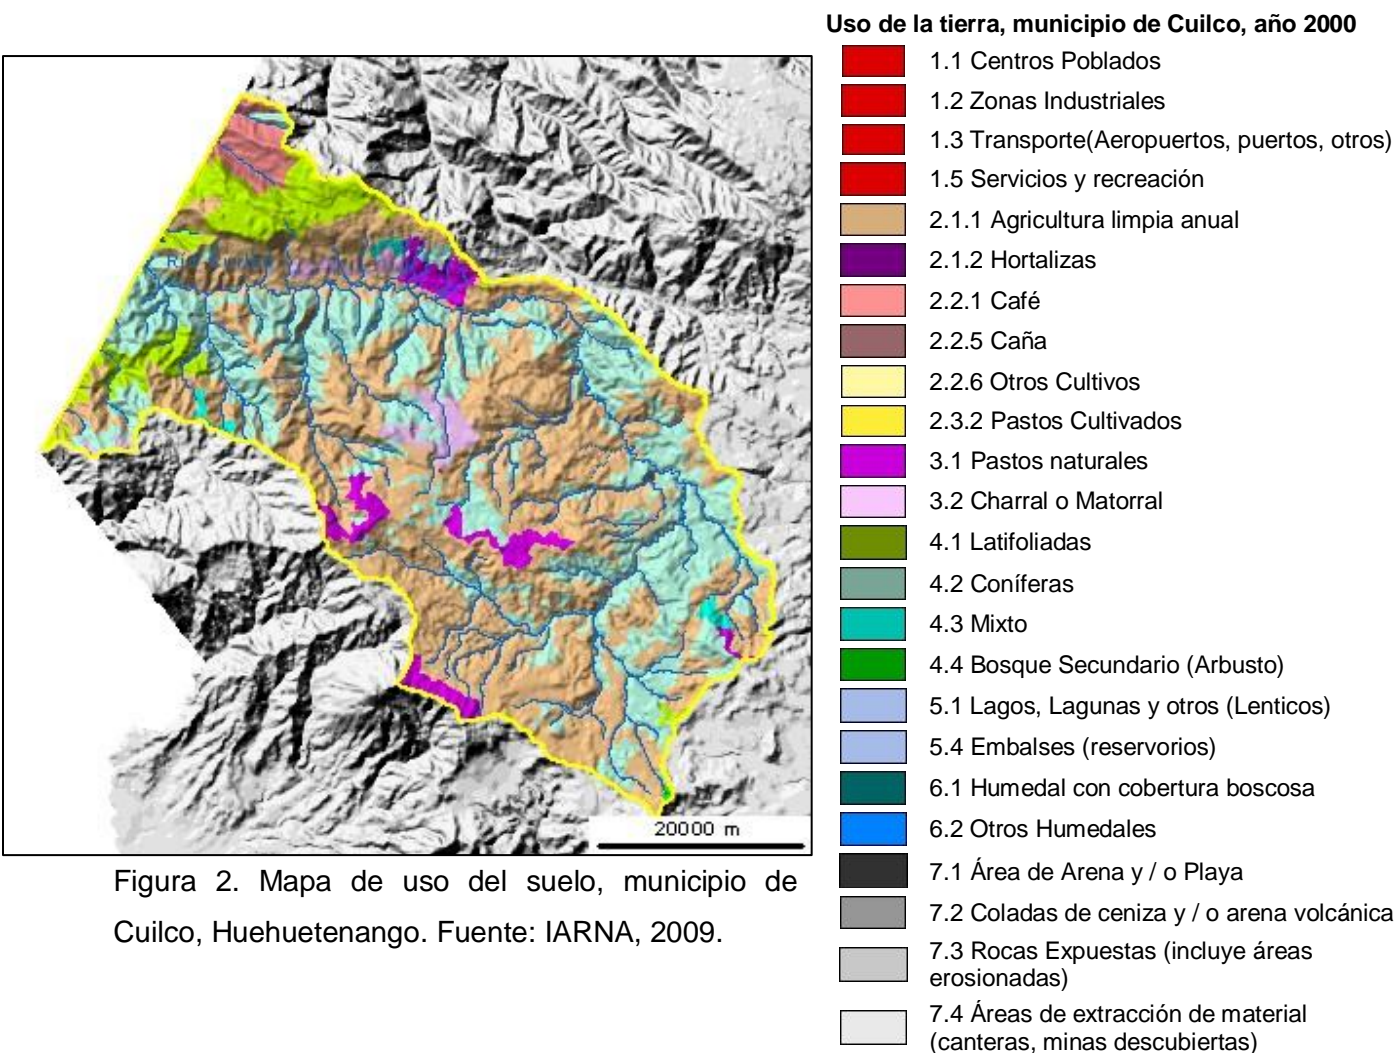 Uso de la tierra, municipio de Cuilco, año 2000
1.1 Centros Poblados
1.2 Zonas Industriales
1.3 Transporte(Aeropuertos, puertos, otros)
1.5 Servicios y recreación
2.1.1 Agricultura limpia anual
2.1.2 Hortalizas
2.2.1 Café
2.2.5 Caña
2.2.6 Otros Cultivos
2.3.2 Pastos Cultivados
3.1 Pastos naturales
3.2 Charral o Matorral
4.1 Latifoliadas
4.2 Coníferas
4.3 Mixto
4.4 Bosque Secundario (Arbusto)
5.1 Lagos, Lagunas y otros (Lenticos)
5.4 Embalses (reservorios)
6.1 Humedal con cobertura boscosa
6.2 Otros Humedales
7.1 Área de Arena y / o Playa
7.2 Coladas de ceniza y / o arena volcánica
7.3 Rocas Expuestas (incluye áreas
erosionadas)
7.4 Áreas de extracción de material
(canteras, minas descubiertas)
20000 m
Figura 2. Mapa de uso del suelo, municipio de
Cuilco, Huehuetenango. Fuente: IARNA, 2009.